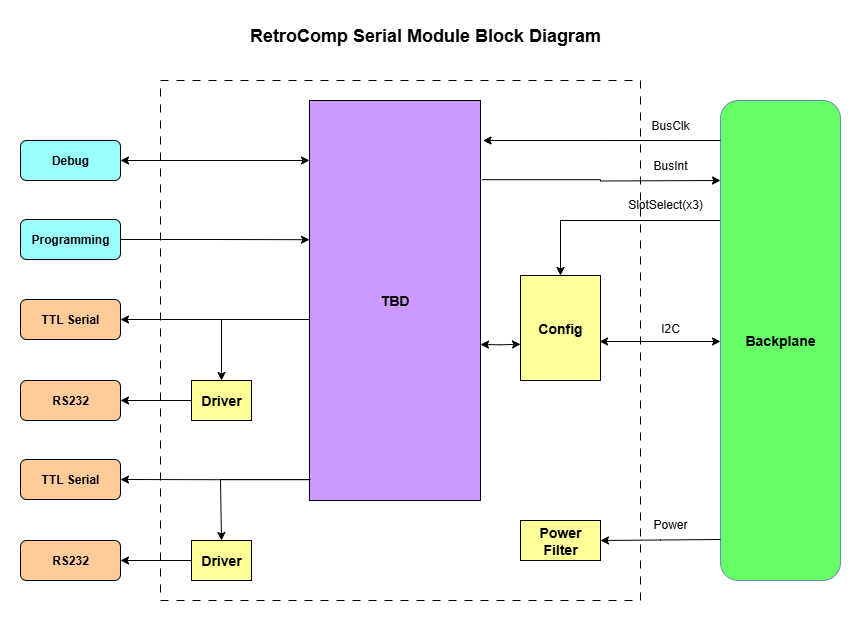 RetroComp Serial Module Block Diagram
BusClk
Debug
BusInt
SlotSelect(x3)
Programming
TBD
TTL Serial
Config
I2C
Backplane
RS232
Driver
TTL Serial
Power
Power
Filter
RS232
Driver